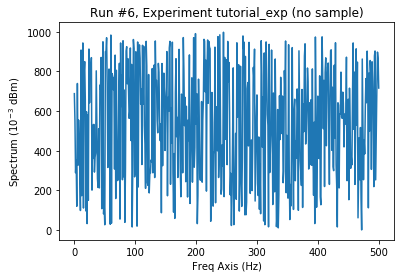 Run #6, Experiment tutorial_exp (no sample)
1000
800
600
400
200
0
Spectrum (10⁻³ dBm)
0 100 200 300 400 500
Freq Axis (Hz)